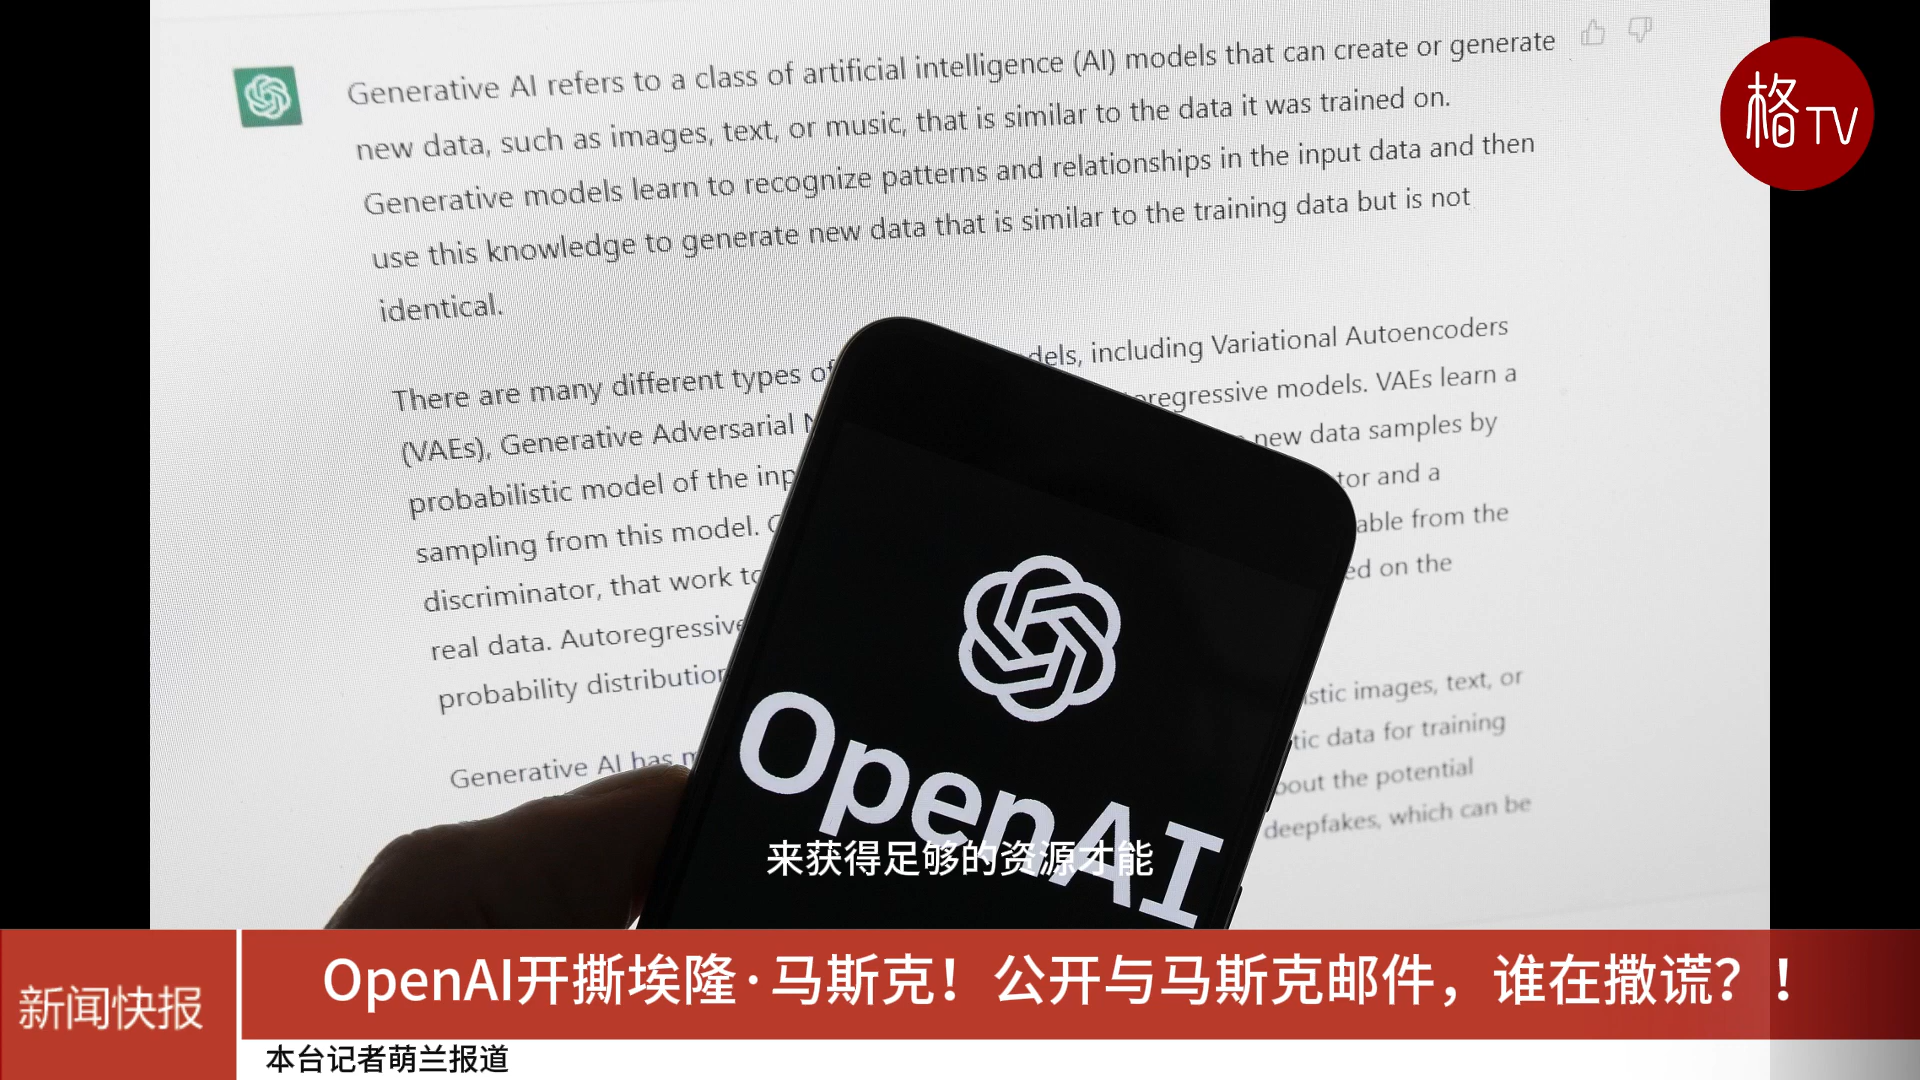 Generative AI refers to a class of artificial intelligence (AI) models that can create or generate
new data, such as images, text, or music, that is similar to the data it was trained on.
Generative models learn to recognize patterns and relationships in the input data and then
use this knowledge to generate new data that is similar to the training data but is not
identical.
格TV
There are many different types of dels, including Variational Autoencoders
(VAEs), Generative Adversarial N oregressive models. VAEs learn a
probabilistic model of the inp new data samples by
sampling from this model. G tor and a
discriminator, that work to able from the
real data. Autoregressive ed on the
probability distribution
Generative AI has m istic images, text, or
tic data for training
bout the potential
deepfakes, which can be
OpenAI
来获得足够的资源才能
新闻快报
OpenAI开撕埃隆·马斯克！公开与马斯克邮件，谁在撒谎？！
本台记者萌兰报道